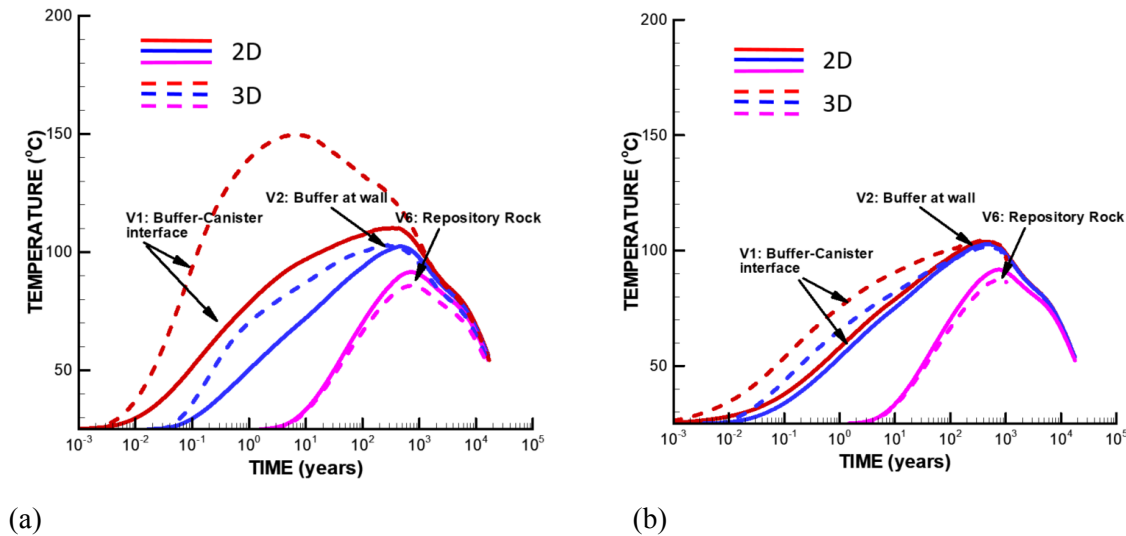 200
150
100
50
TEMPERATURE (°C)
2D
3D
V1: Buffer-Canister
interface
V2: Buffer at wall
V6: Repository Rock
10⁻³ 10⁻² 10⁻¹ 10⁰ 10¹ 10² 10³ 10⁴ 10⁵
TIME (years)
(a)
200
150
100
50
TEMPERATURE (°C)
2D
3D
V2: Buffer at wall
V6: Repository Rock
V1: Buffer-Canister
interface
10⁻³ 10⁻² 10⁻¹ 10⁰ 10¹ 10² 10³ 10⁴ 10⁵
TIME (years)
(b)